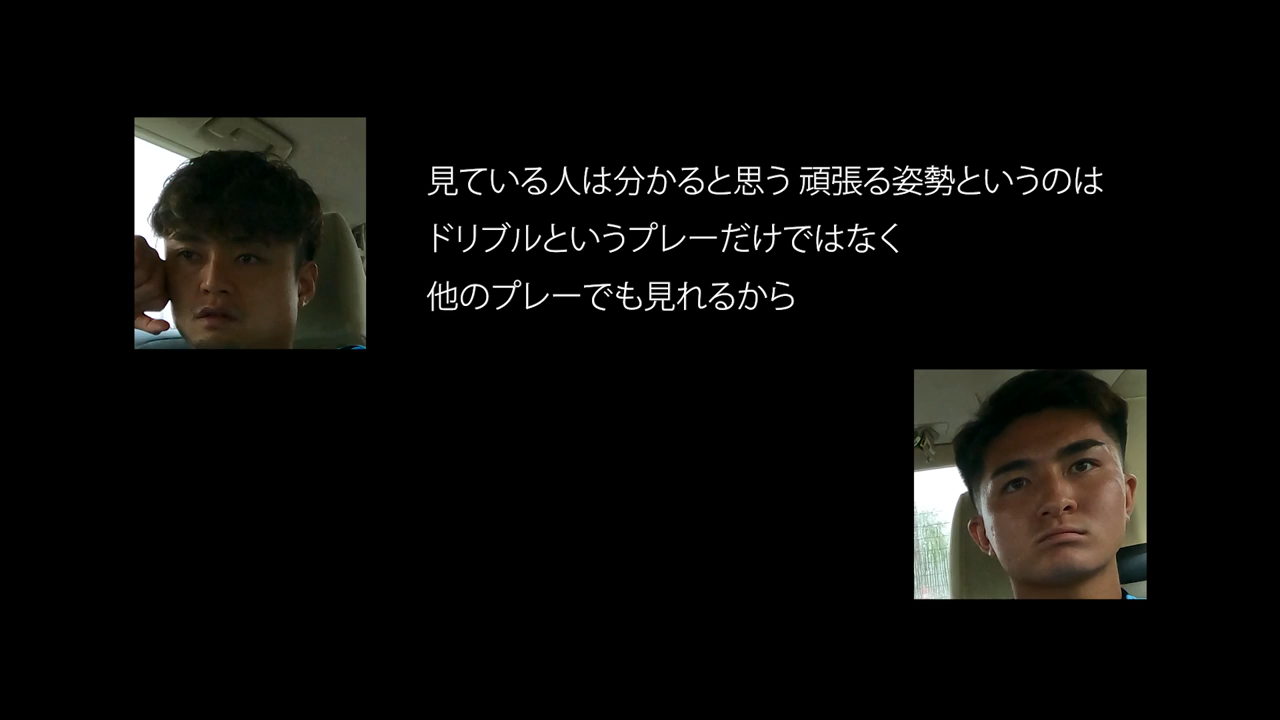 見ている人は分かると思う 頑張る姿勢というのは
ドリブルというプレーだけではなく
他のプレーでも見れるから